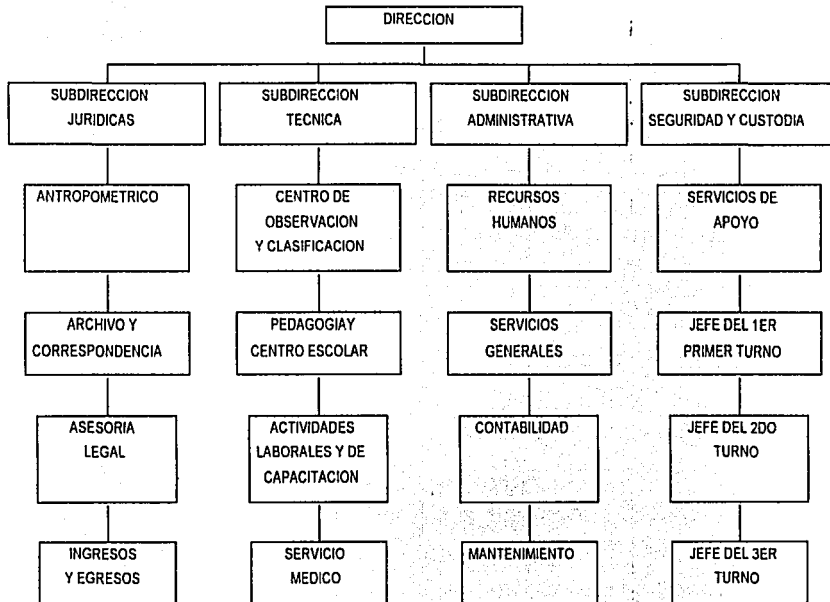 DIRECCION
SUBDIRECCION
JURIDICAS
SUBDIRECCION
TECNICA
SUBDIRECCION
ADMINISTRATIVA
SUBDIRECCION
SEGURIDAD Y CUSTODIA
ANTROPOMETRICO
CENTRO DE
OBSERVACION
Y CLASIFICACION
RECURSOS
HUMANOS
SERVICIOS DE
APOYO
ARCHIVO Y
CORRESPONDENCIA
PEDAGOGIAY
CENTRO ESCOLAR
SERVICIOS
GENERALES
JEFE DEL 1ER
PRIMER TURNO
ASESORIA
LEGAL
ACTIVIDADES
LABORALES Y DE
CAPACITACION
CONTABILIDAD
JEFE DEL 2DO
TURNO
INGRESOS
Y EGRESOS
SERVICIO
MEDICO
MANTENIMIENTO
JEFE DEL 3ER
TURNO